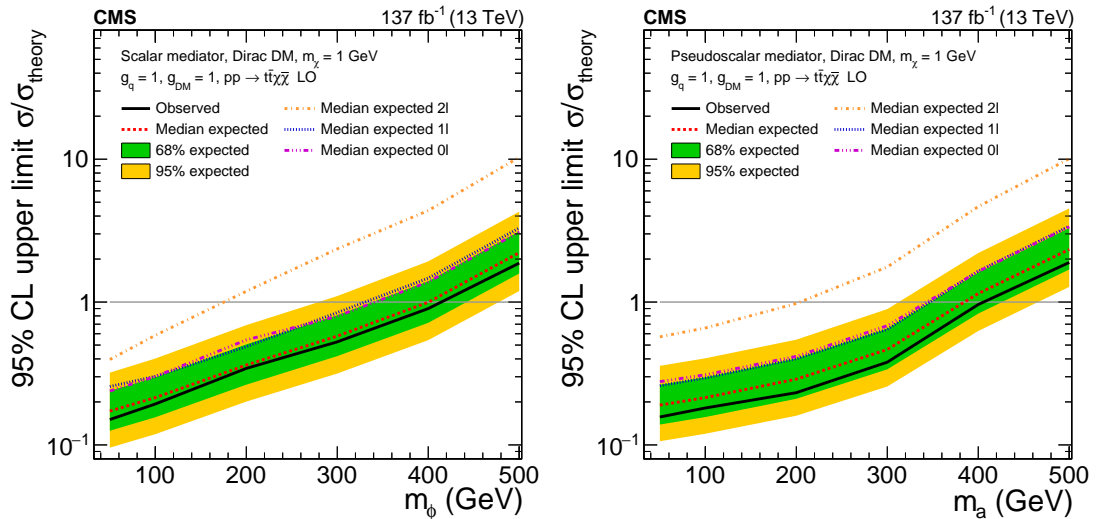 CMS 137 fb⁻¹ (13 TeV)
Scalar mediator, Dirac DM, m_χ = 1 GeV
g_q = 1, g_DM = 1, pp → tt̄χχ̄ LO
Observed
Median expected
68% expected
95% expected
Median expected 2l
Median expected 1l
Median expected 0l
95% CL upper limit σ/σ_theory
10
1
10⁻¹
100 200 300 400 500
m_ϕ (GeV)
CMS 137 fb⁻¹ (13 TeV)
Pseudoscalar mediator, Dirac DM, m_χ = 1 GeV
g_q = 1, g_DM = 1, pp → tt̄χχ̄ LO
Observed
Median expected
68% expected
95% expected
Median expected 2l
Median expected 1l
Median expected 0l
95% CL upper limit σ/σ_theory
10
1
10⁻¹
100 200 300 400 500
m_a (GeV)